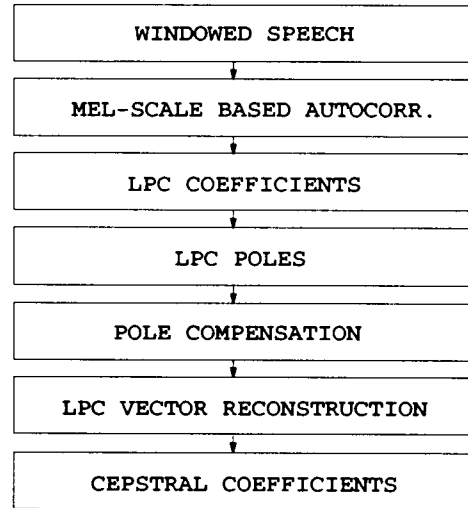 WINDOWED SPEECH
MEL-SCALE BASED AUTOCORR.
LPC COEFFICIENTS
LPC POLES
POLE COMPENSATION
LPC VECTOR RECONSTRUCTION
CEPSTRAL COEFFICIENTS